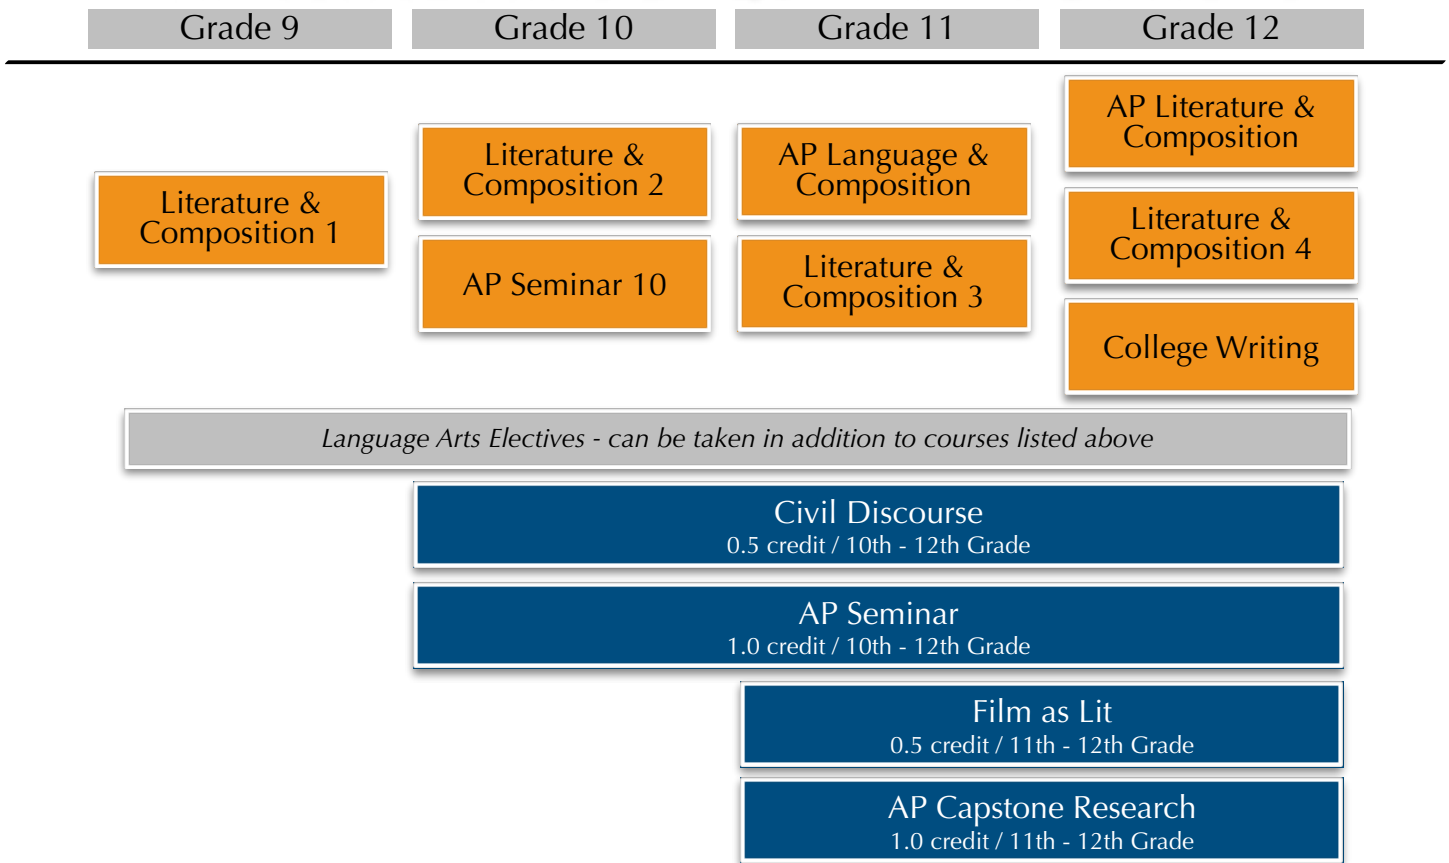 Grade 9
Grade 10
Grade 11
Grade 12
Literature &
Composition 1
Literature &
Composition 2
AP Seminar 10
AP Language &
Composition
Literature &
Composition 3
AP Literature &
Composition
Literature &
Composition 4
College Writing
Language Arts Electives - can be taken in addition to courses listed above
Civil Discourse
0.5 credit / 10th - 12th Grade
AP Seminar
1.0 credit / 10th - 12th Grade
Film as Lit
0.5 credit / 11th - 12th Grade
AP Capstone Research
1.0 credit / 11th - 12th Grade